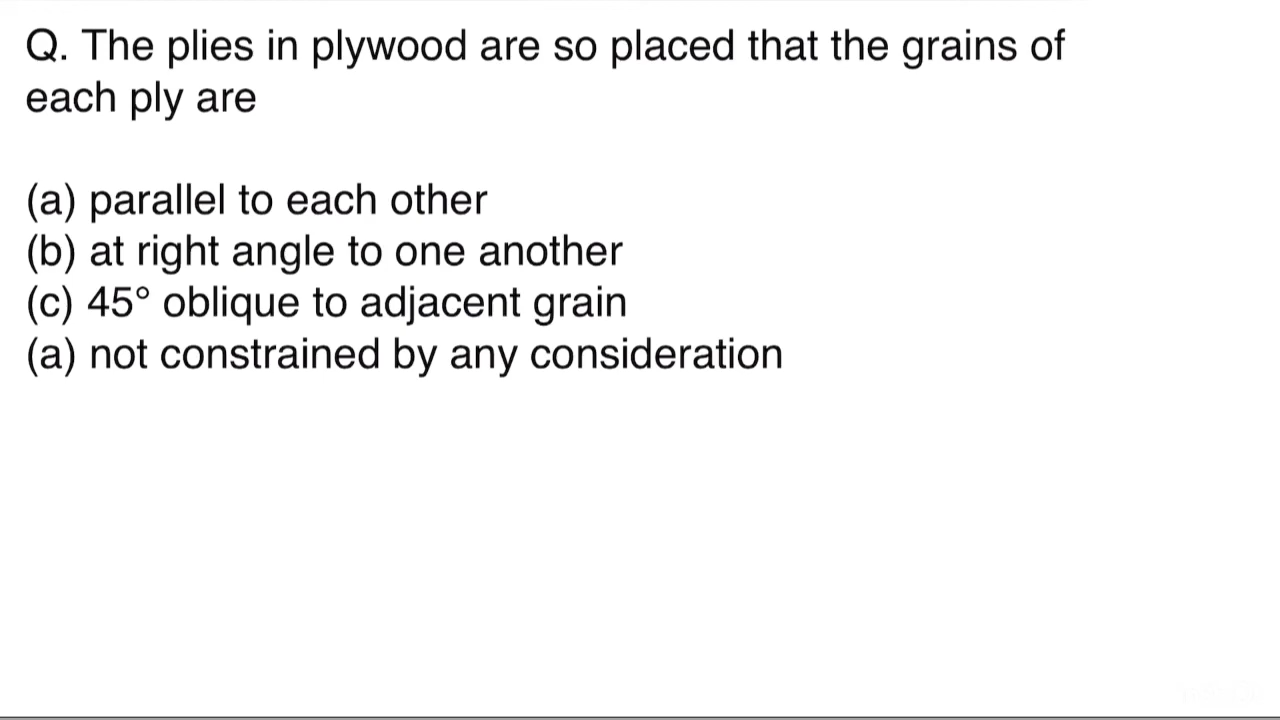 Q. The plies in plywood are so placed that the grains of
each ply are
(a) parallel to each other
(b) at right angle to one another
(c) 45° oblique to adjacent grain
(a) not constrained by any consideration